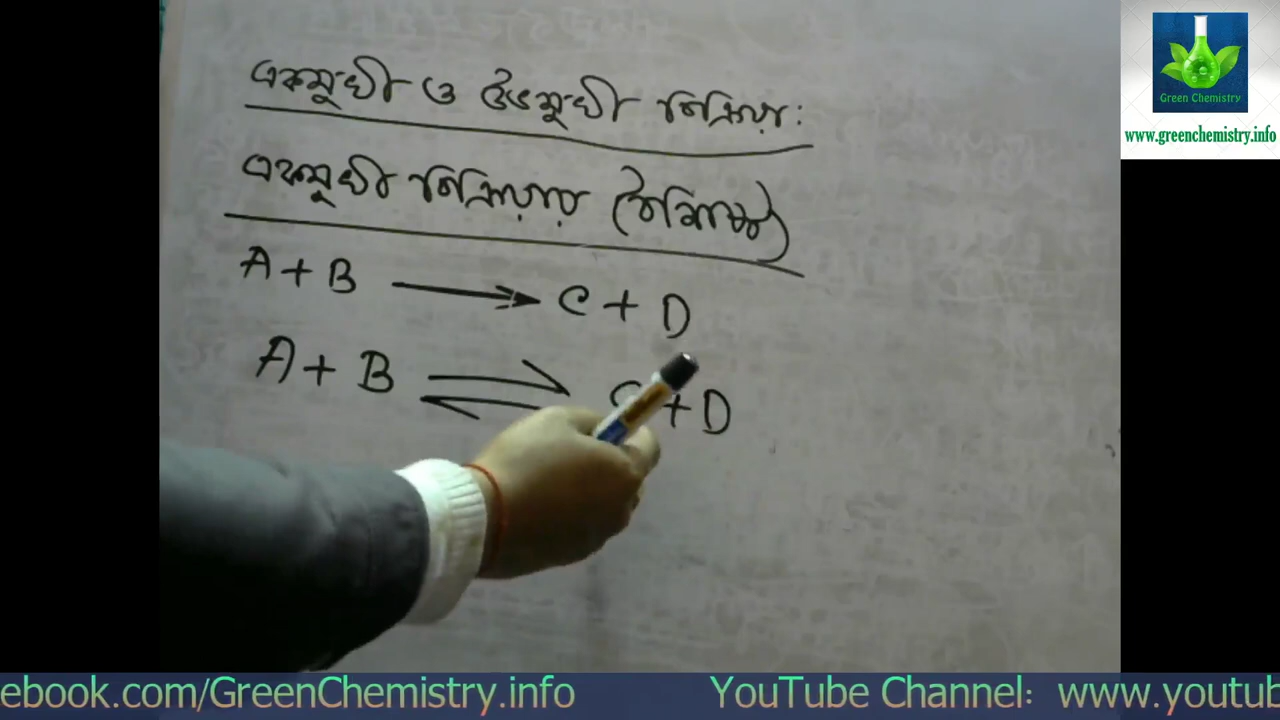 একমুখী ও উভমুখী বিক্রিয়া:
একমুখী বিক্রিয়ার (বৈশিষ্ট্য)
A + B → C + D
A + B ⇌ C + D
Green Chemistry
www.greenchemistry.info
ebook.com/GreenChemistry.info YouTube Channel: www.youtub